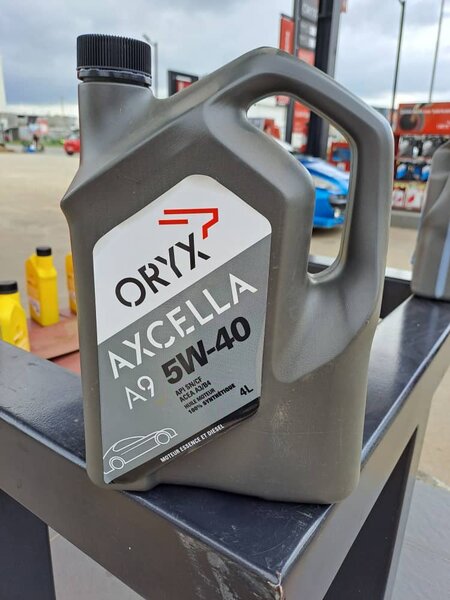 ORYX
AXCELLA
A9 5W-40
API SN/CF
ACEA A3/B4
HUILE MOTEUR
100% SYNTHÉTIQUE
4L
MOTEUR ESSENCE ET DIESEL